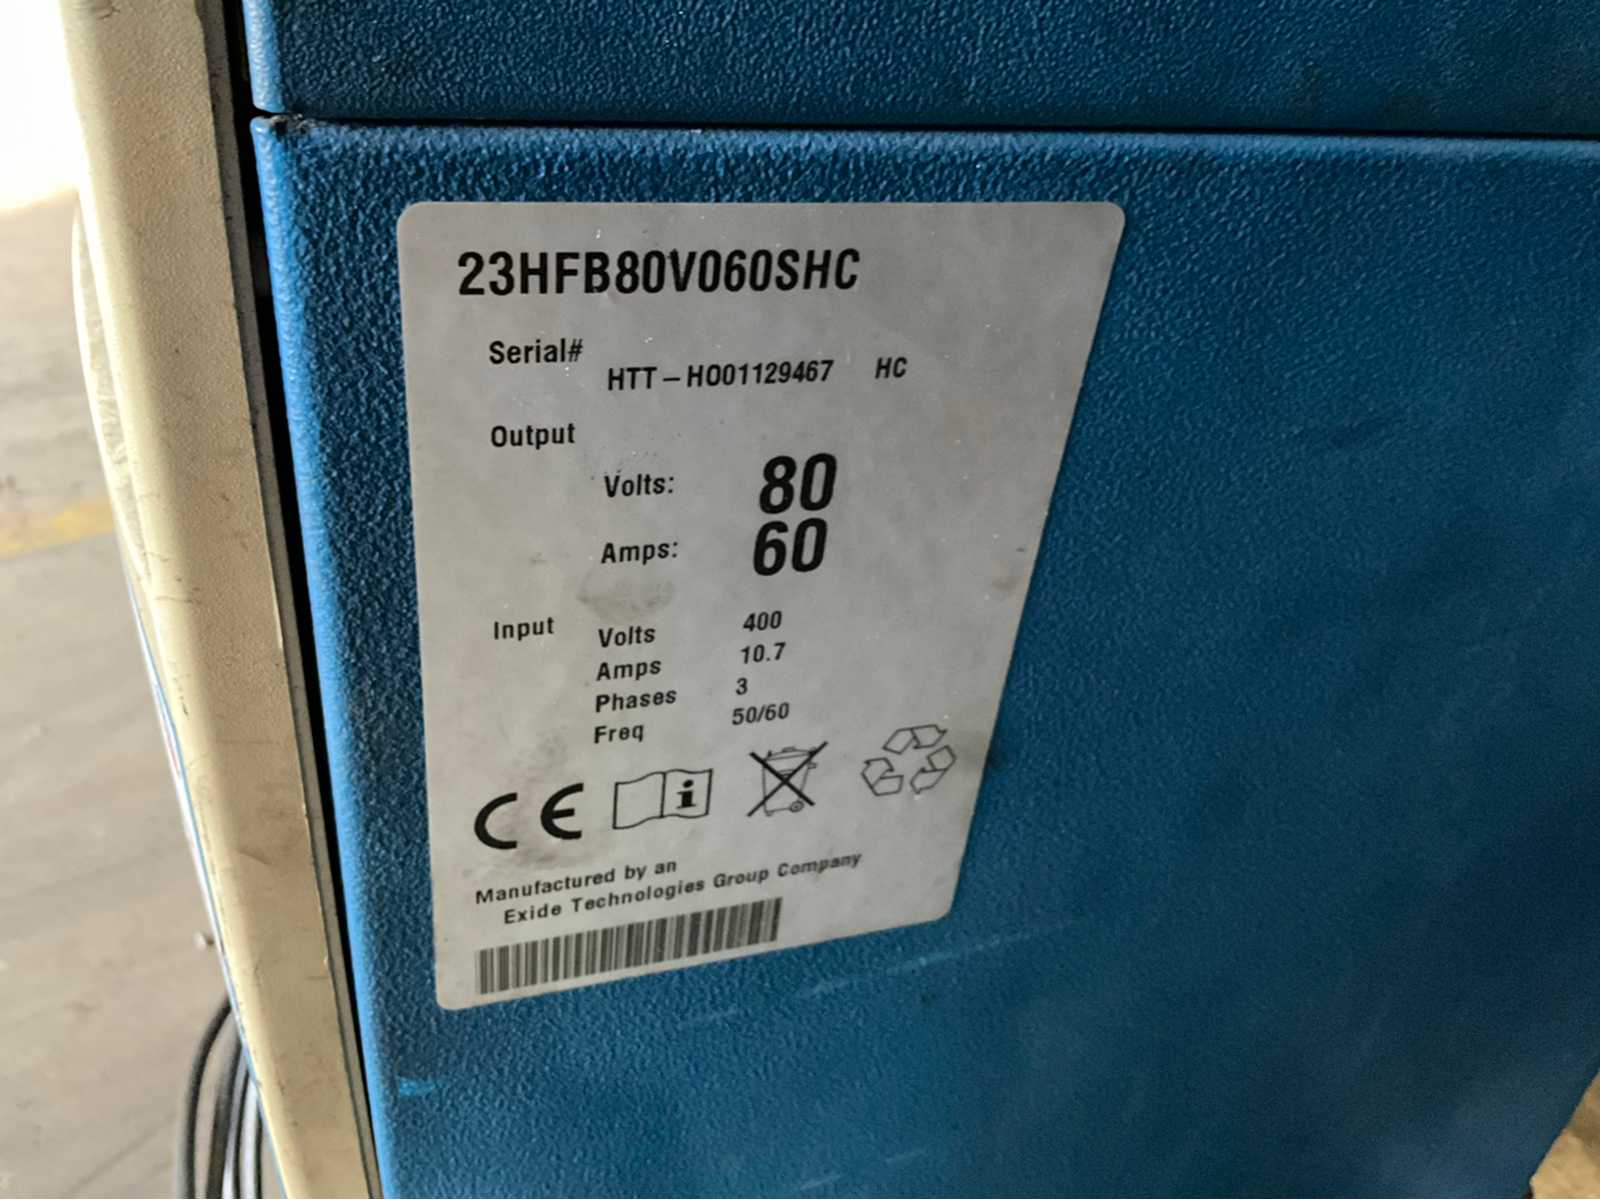 23HFB80V060SHC
Serial#
HTT – HO01129467 HC
Output
Volts: 80
Amps: 60
Input
Volts 400
Amps 10.7
Phases 3
Freq 50/60
CE
i
Manufactured by an
Exide Technologies Group Company